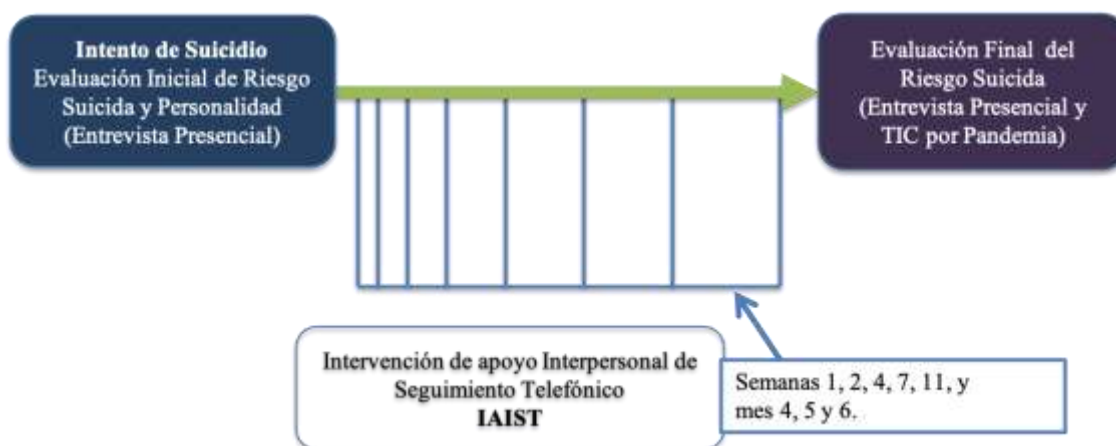 Intento de Suicidio
Evaluación Inicial de Riesgo
Suicida y Personalidad
(Entrevista Presencial)
Evaluación Final del
Riesgo Suicida
(Entrevista Presencial y
TIC por Pandemia)
Intervención de apoyo Interpersonal de
Seguimiento Telefónico
IAIST
Semanas 1, 2, 4, 7, 11, y
mes 4, 5 y 6.